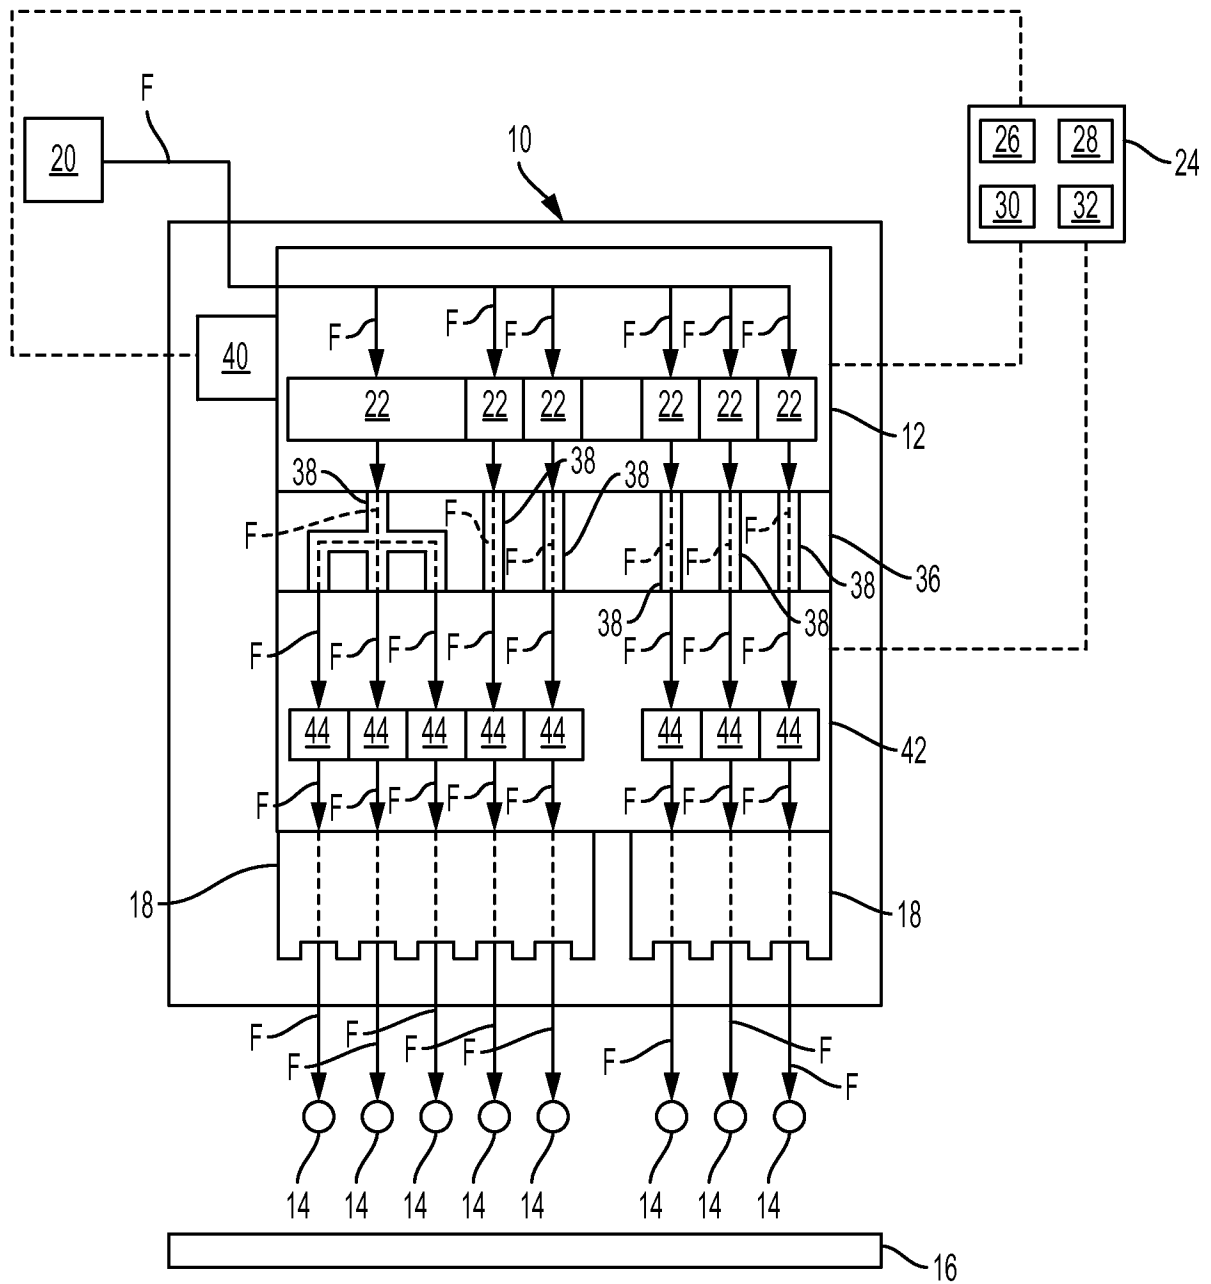 F
10
20
26 28
24
30 32
F F F F F F
40
22 22 22 22 22 22
12
38 38 38
F F F F F F
38 36
38 38
F F F F F F F F
44 44 44 44 44 44 44 44
42
F F F F F F F F
18 18
F F F F F F F F
14 14 14 14 14 14 14 14
16